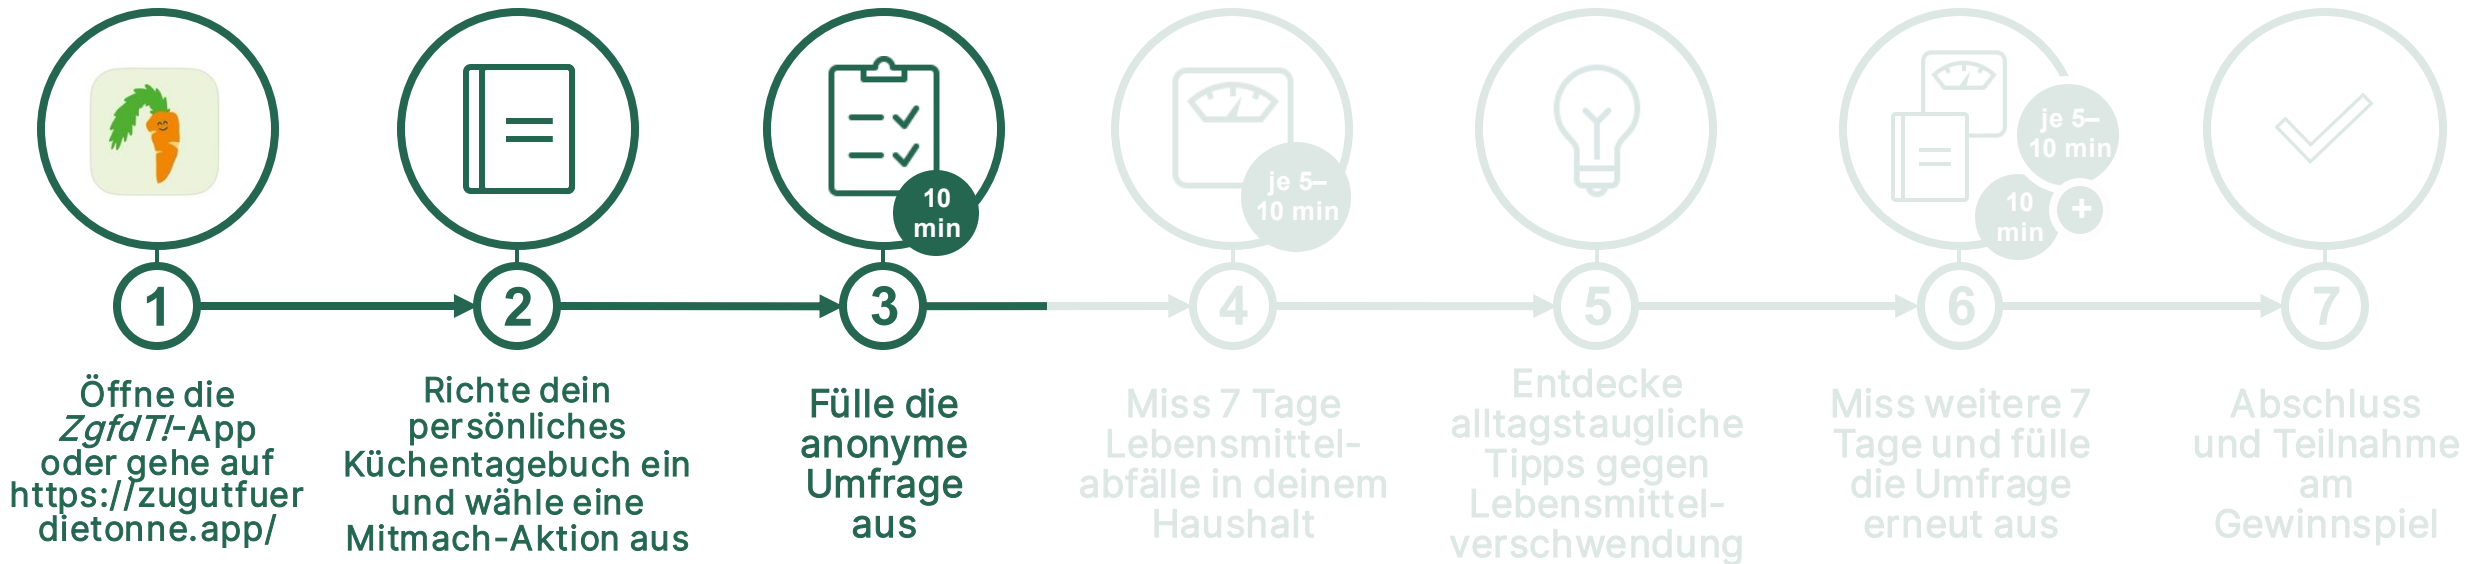 10
min
je 5–
10 min
je 5–
10 min
10
min
+
1
2
3
4
5
6
7
Öffne die
ZgfdT!-App
oder gehe auf
https://zugutfuer
dietonne.app/
Richte dein
persönliches
Küchentagebuch ein
und wähle eine
Mitmach-Aktion aus
Fülle die
anonyme
Umfrage
aus
Miss 7 Tage
Lebensmittel-
abfälle in deinem
Haushalt
Entdecke
alltagstaugliche
Tipps gegen
Lebensmittel-
verschwendung
Miss weitere 7
Tage und fülle
die Umfrage
erneut aus
Abschluss
und Teilnahme
am
Gewinnspiel